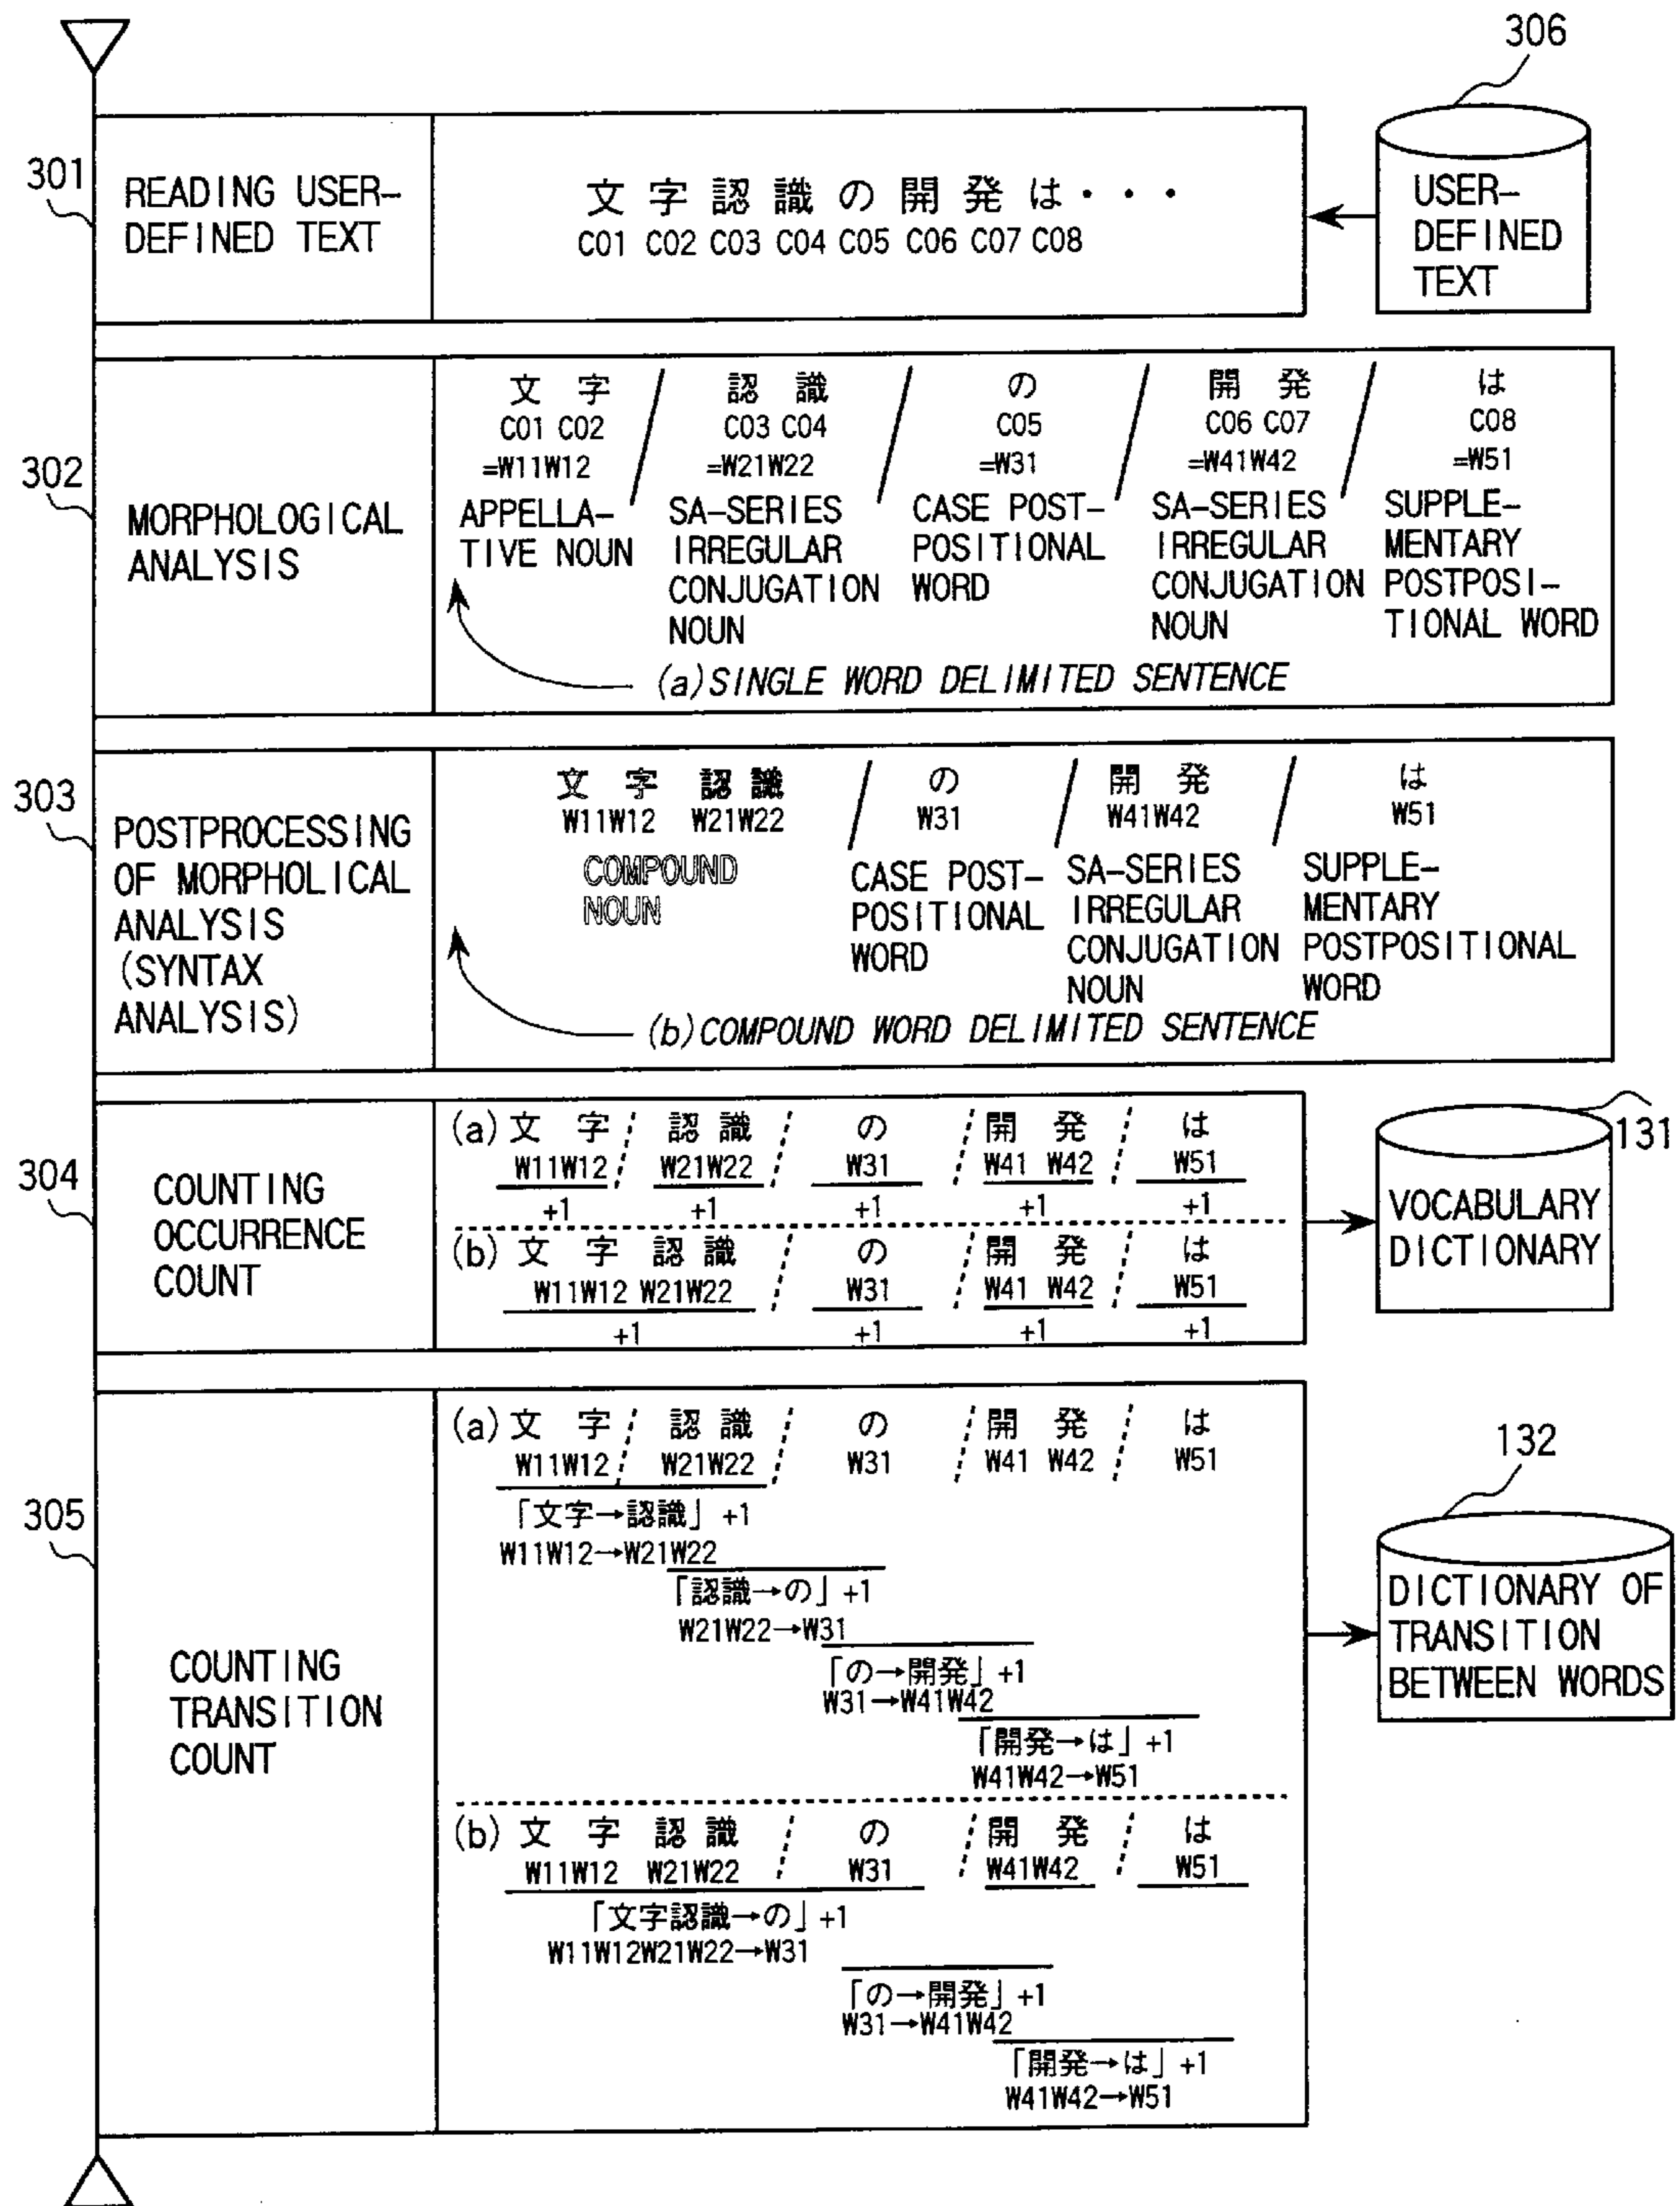 306
301
READING USER-
DEFINED TEXT
文字認識の開発は・・・
C01 C02 C03 C04 C05 C06 C07 C08
USER-
DEFINED
TEXT
302
MORPHOLOGICAL
ANALYSIS
文字 / 認識 / の / 開発 / は
C01 C02 C03 C04 C05 C06 C07 C08
=W11W12 =W21W22 =W31 =W41W42 =W51
APPELLA- SA-SERIES CASE POST- SA-SERIES SUPPLE-
TIVE NOUN IRREGULAR POSITIONAL IRREGULAR MENTARY
CONJUGATION WORD CONJUGATION POSTPOSI-
NOUN NOUN TIONAL WORD
(a)SINGLE WORD DELIMITED SENTENCE
303
POSTPROCESSING
OF MORPHOLICAL
ANALYSIS
(SYNTAX
ANALYSIS)
文字 認識 / の / 開発 / は
W11W12 W21W22 W31 W41W42 W51
COMPOUND CASE POST- SA-SERIES SUPPLE-
NOUN POSITIONAL IRREGULAR MENTARY
WORD CONJUGATION POSTPOSITIONAL
NOUN WORD
(b)COMPOUND WORD DELIMITED SENTENCE
304
COUNTING
OCCURRENCE
COUNT
(a) 文字 / 認識 / の / 開発 / は
W11W12 W21W22 W31 W41 W42 W51
+1 +1 +1 +1 +1
(b) 文字 認識 / の / 開発 / は
W11W12 W21W22 W31 W41 W42 W51
+1 +1 +1 +1
131
VOCABULARY
DICTIONARY
305
COUNTING
TRANSITION
COUNT
(a) 文字 / 認識 / の / 開発 / は
W11W12 W21W22 W31 W41 W42 W51
「文字→認識」+1
W11W12→W21W22
「認識→の」+1
W21W22→W31
「の→開発」+1
W31→W41W42
「開発→は」+1
W41W42→W51
(b) 文字 認識 / の / 開発 / は
W11W12 W21W22 W31 W41W42 W51
「文字認識→の」+1
W11W12W21W22→W31
「の→開発」+1
W31→W41W42
「開発→は」+1
W41W42→W51
132
DICTIONARY OF
TRANSITION
BETWEEN WORDS